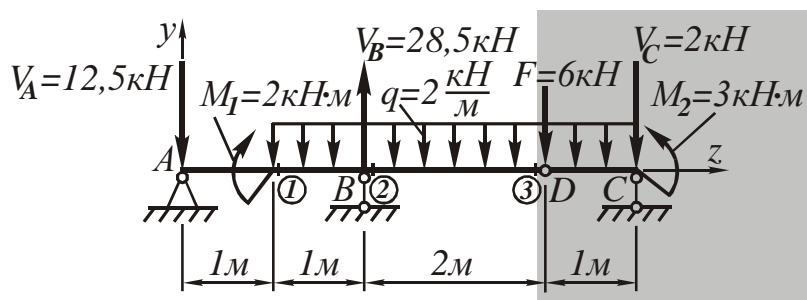 y
V_A=12,5кН
V_B=28,5кН
V_C=2кН
M_1=2кН·м
q=2 кН/м
F=6кН
M_2=3кН·м
A
B
D
C
z
1
2
3
1м
1м
2м
1м